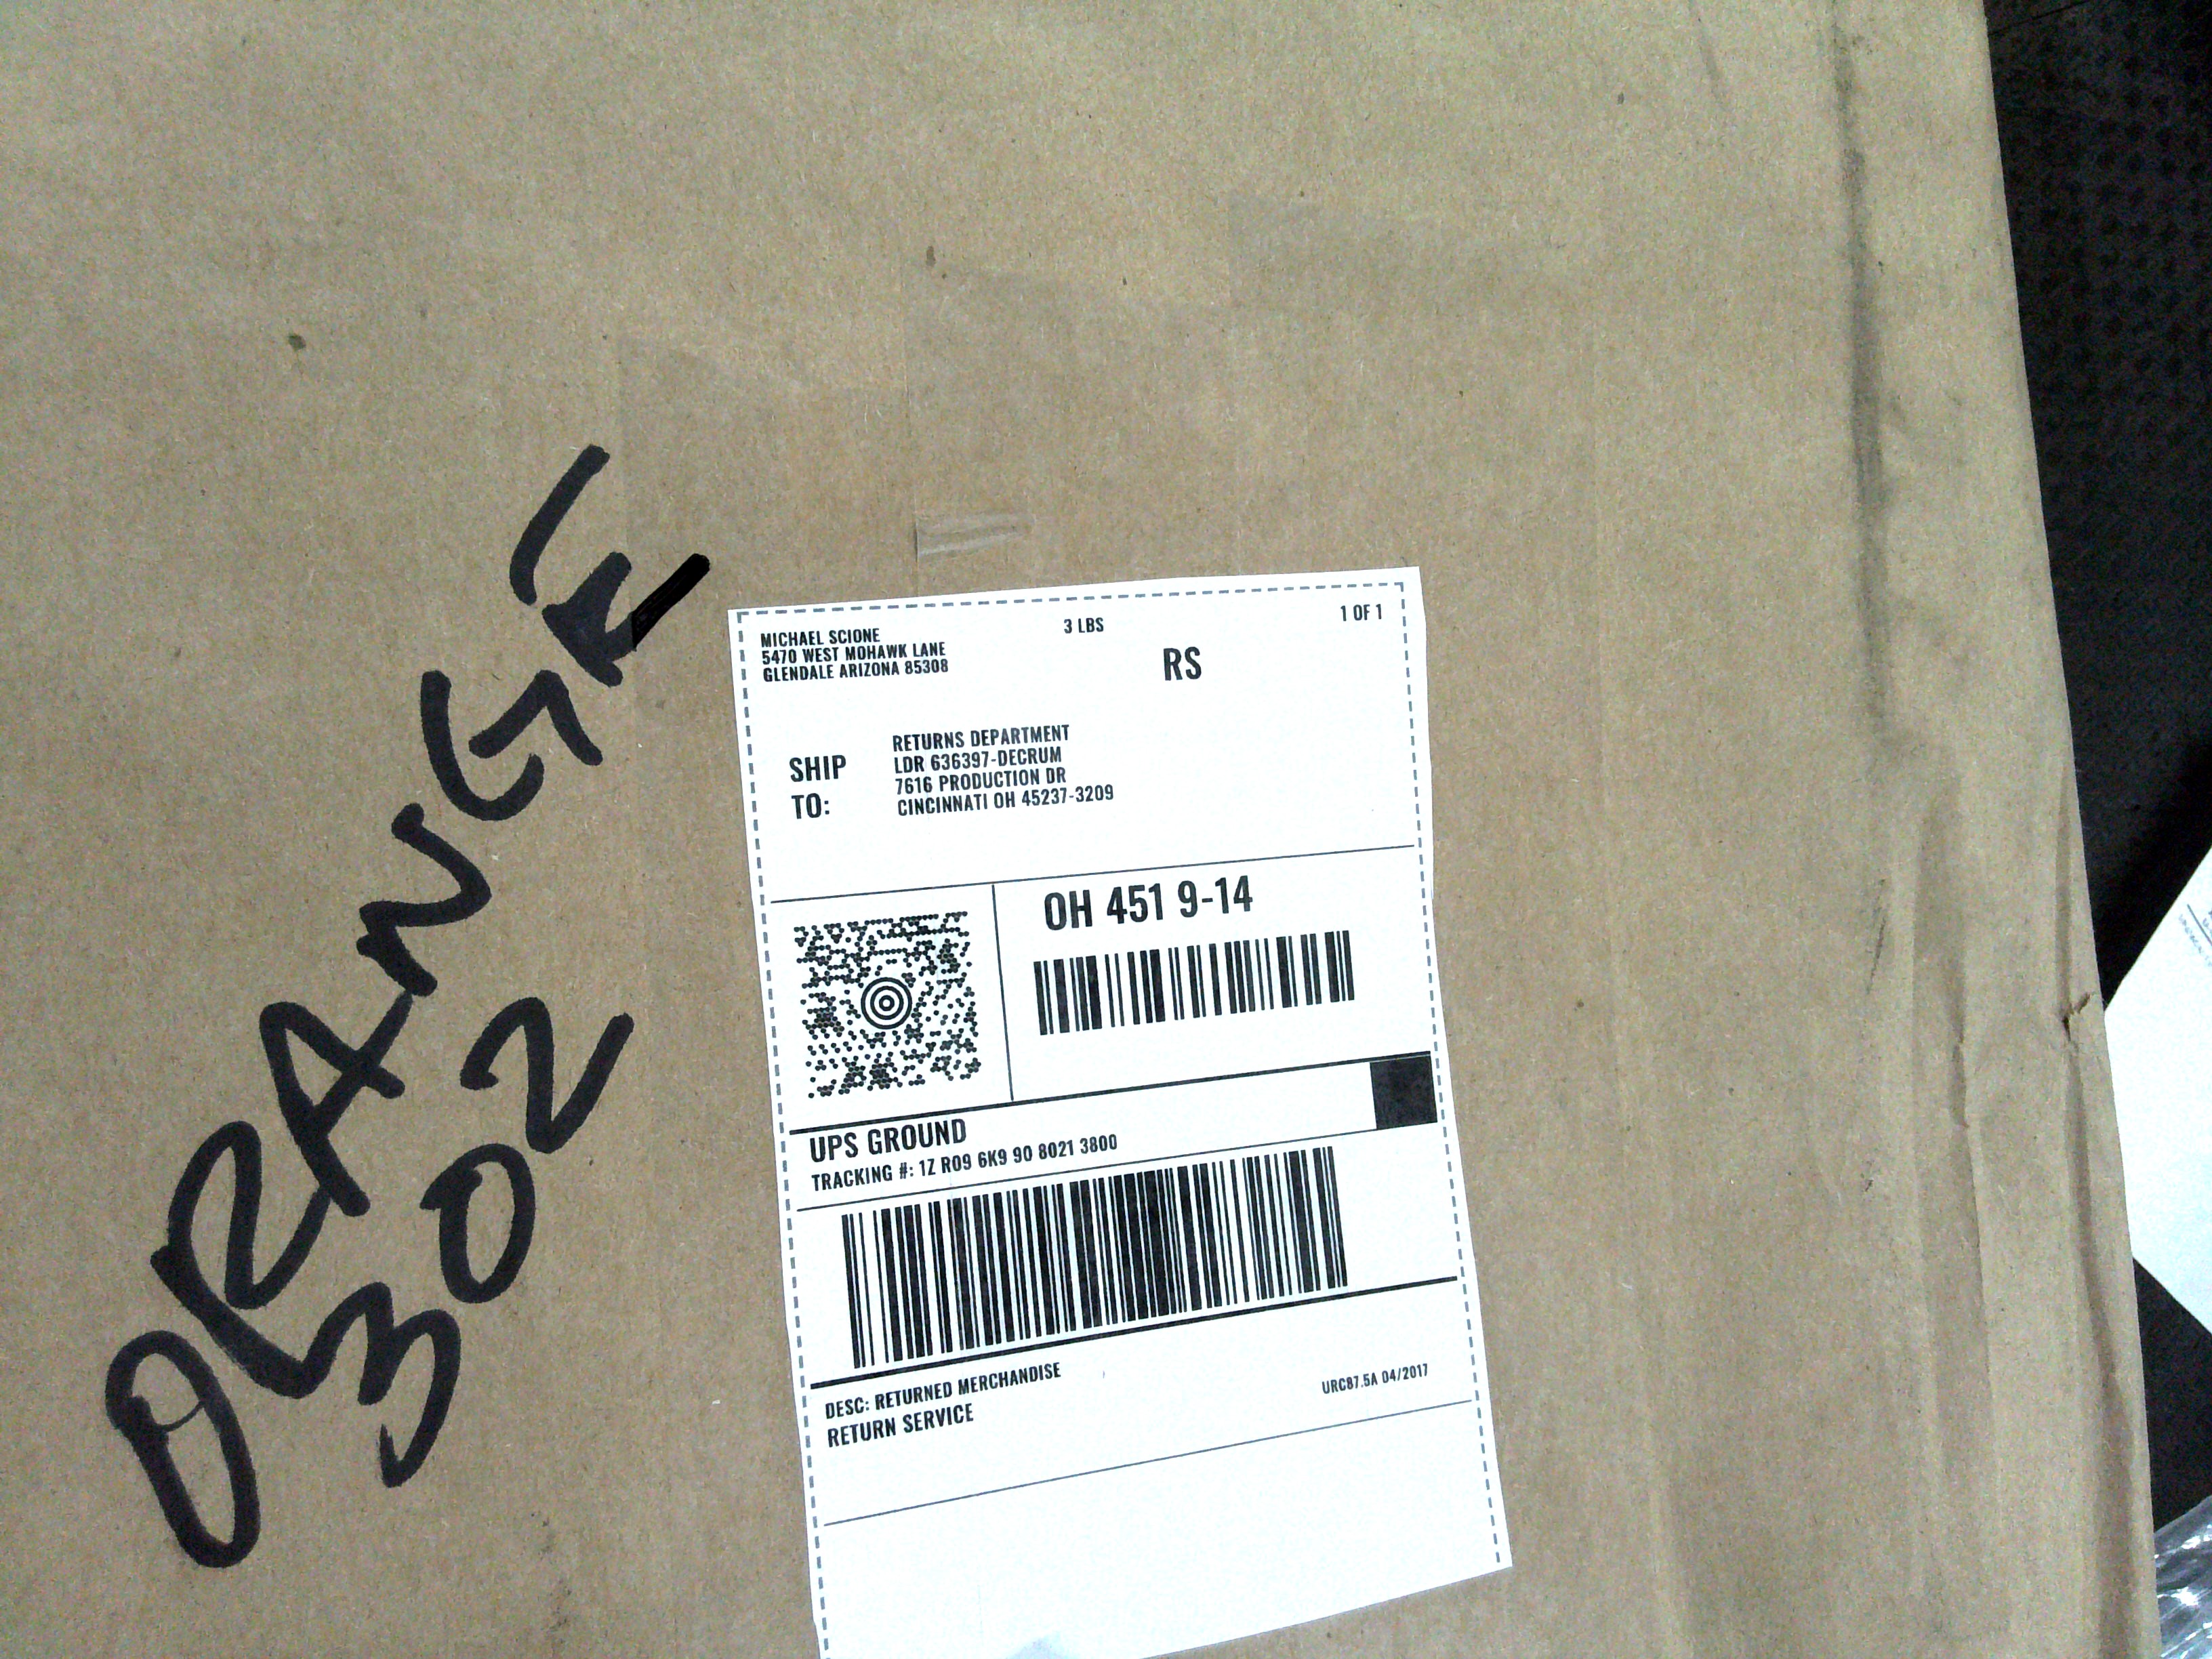 ORANGE
302
MICHAEL SCIONE
5470 WEST MOHAWK LANE
GLENDALE ARIZONA 85308
3 LBS
1 OF 1
RS
SHIP
TO:
RETURNS DEPARTMENT
LDR 636397-DECRUM
7616 PRODUCTION DR
CINCINNATI OH 45237-3209
OH 451 9-14
UPS GROUND
TRACKING #: 1Z R09 6K9 90 8021 3800
DESC: RETURNED MERCHANDISE
RETURN SERVICE
URC87.5A 04/2017